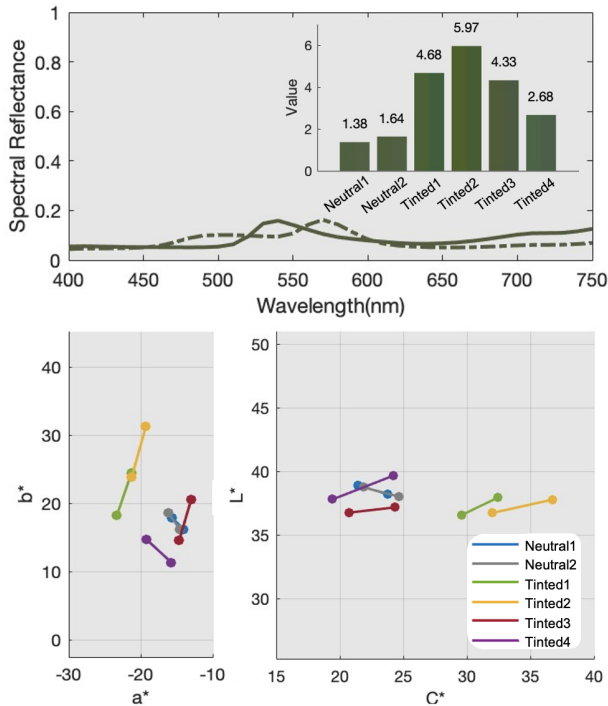 1
0.8
0.6
0.4
0.2
0
Spectral Reflectance
400
450
500
550
600
650
700
750
Wavelength(nm)
6
4
2
0
Value
1.38
1.64
4.68
5.97
4.33
2.68
Neutral1
Neutral2
Tinted1
Tinted2
Tinted3
Tinted4
40
30
20
10
0
b*
-30
-20
-10
a*
50
45
40
35
30
L*
15
20
25
30
35
40
C*
Neutral1
Neutral2
Tinted1
Tinted2
Tinted3
Tinted4